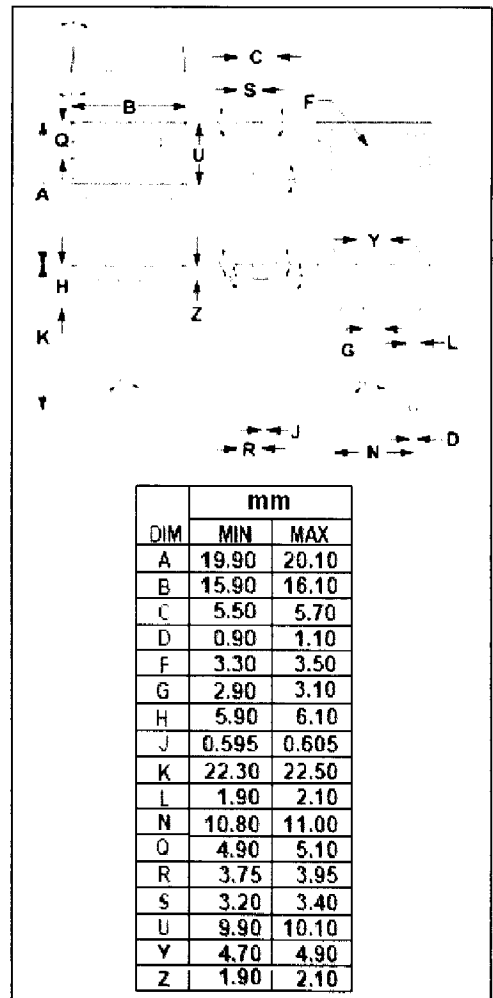 C
S
B
F
Q
U
A
Y
H
Z
K
G
L
J
R
N
D
mm
DIM MIN MAX
A 19.90 20.10
B 15.90 16.10
C 5.50 5.70
D 0.90 1.10
F 3.30 3.50
G 2.90 3.10
H 5.90 6.10
J 0.595 0.605
K 22.30 22.50
L 1.90 2.10
N 10.80 11.00
Q 4.90 5.10
R 3.75 3.95
S 3.20 3.40
U 9.90 10.10
Y 4.70 4.90
Z 1.90 2.10